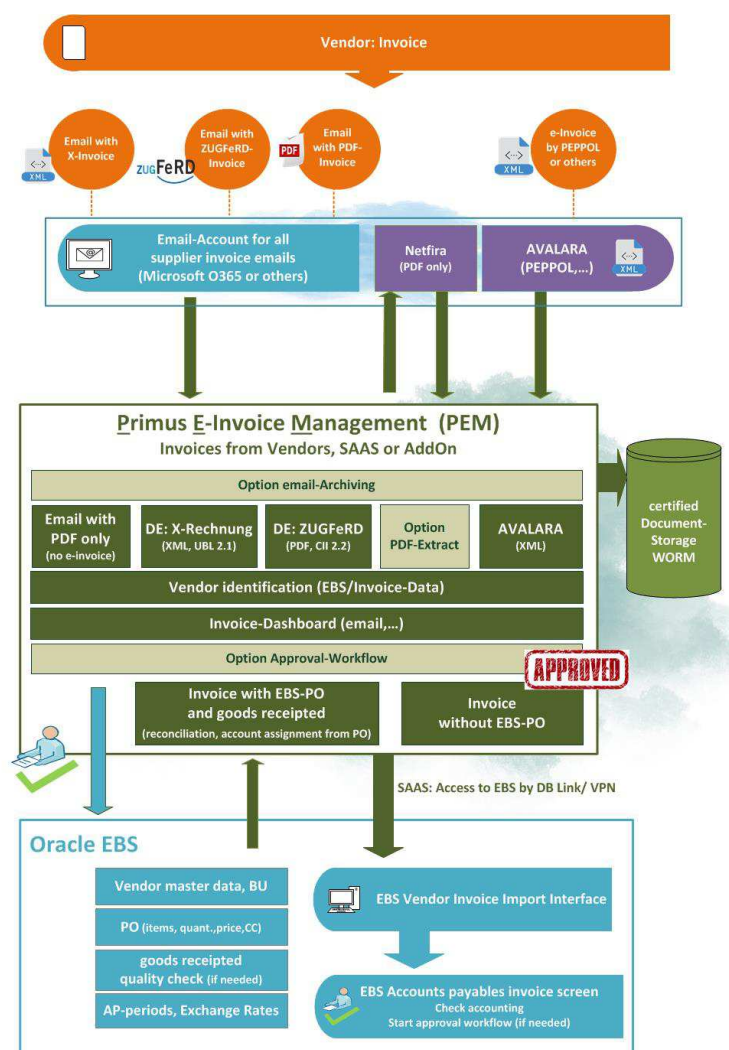 Vendor: Invoice
Email with
X-Invoice
XML
Email with
ZUGFeRD-
Invoice
ZUGFeRD
Email
with PDF-
Invoice
PDF
e-Invoice
by PEPPOL
or others
XML
Email-Account for all
supplier invoice emails
(Microsoft O365 or others)
Netfira
(PDF only)
AVALARA
(PEPPOL,...)
XML
Primus E-Invoice Management (PEM)
Invoices from Vendors, SAAS or AddOn
Option email-Archiving
Email with
PDF only
(no e-invoice)
DE: X-Rechnung
(XML, UBL 2.1)
DE: ZUGFeRD
(PDF, CII 2.2)
Option
PDF-Extract
AVALARA
(XML)
certified
Document-
Storage
WORM
Vendor identification (EBS/Invoice-Data)
Invoice-Dashboard (email,...)
Option Approval-Workflow
APPROVED
Invoice with EBS-PO
and goods receipted
(reconciliation, account assignment from PO)
Invoice
without EBS-PO
SAAS: Access to EBS by DB Link/ VPN
Oracle EBS
Vendor master data, BU
PO (items, quant.,price,CC)
goods receipted
quality check (if needed)
AP-periods, Exchange Rates
EBS Vendor Invoice Import Interface
EBS Accounts payables invoice screen
Check accounting
Start approval workflow (if needed)